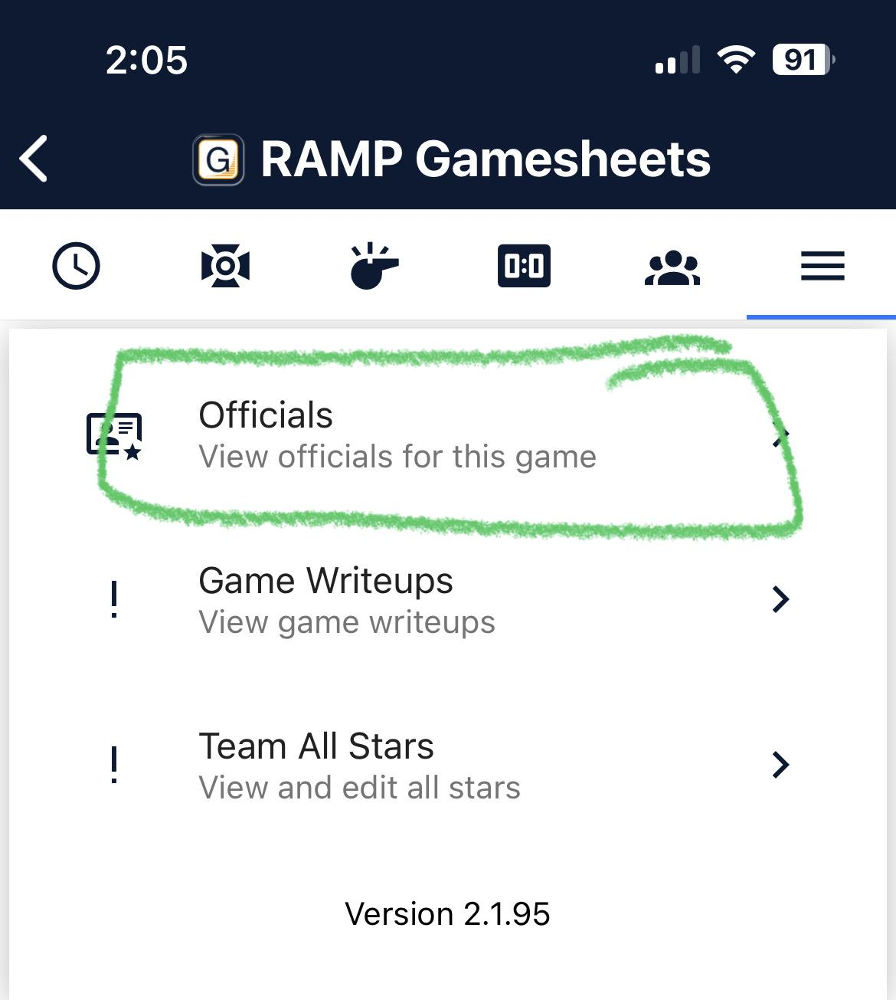 2:05
91
G RAMP Gamesheets
0:0
Officials
View officials for this game
Game Writeups
View game writeups
Team All Stars
View and edit all stars
Version 2.1.95